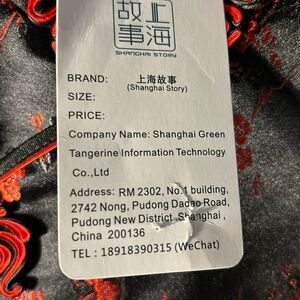 故上
事海
SHANGHAI STORY
BRAND: 上海故事
(Shanghai Story)
SIZE:
PRICE:
Company Name: Shanghai Green
Tangerine Information Technology
Co.,Ltd
Address: RM 2302, No.1 building,
2742 Nong, Pudong Dadao Road,
Pudong New District, Shanghai,
China 200136
TEL : 18918390315 (WeChat)